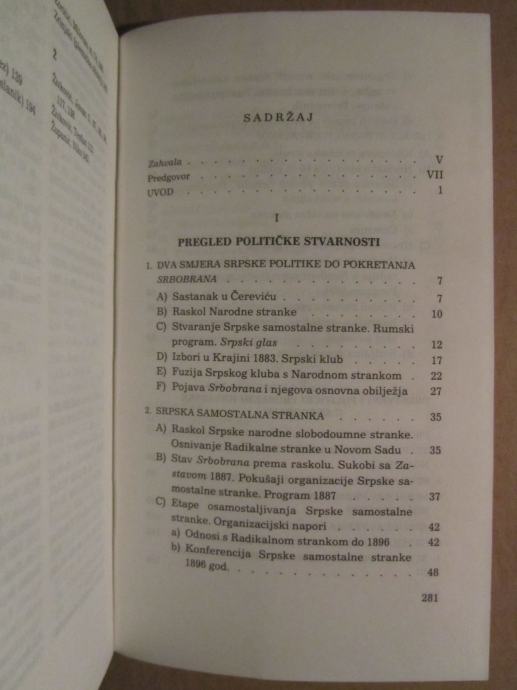 ez) 139
slanik) 194
Ž
SADRŽAJ
Zahvala . . . . . . . . . . . . . . . . V
Predgovor . . . . . . . . . . . . . . . VII
UVOD . . . . . . . . . . . . . . . . 1
I
PREGLED POLITIČKE STVARNOSTI
1. DVA SMJERA SRPSKE POLITIKE DO POKRETANJA
SRBOBRANA . . . . . . . . . . . . 7
A) Sastanak u Čereviću . . . . . . . . . 7
B) Raskol Narodne stranke . . . . . . . . 10
C) Stvaranje Srpske samostalne stranke. Rumski
program. Srpski glas . . . . . . . . . 12
D) Izbori u Krajini 1883. Srpski klub . . . . . 17
E) Fuzija Srpskog kluba s Narodnom strankom . 22
F) Pojava Srbobrana i njegova osnovna obilježja 27
2. SRPSKA SAMOSTALNA STRANKA . . . . . . 35
A) Raskol Srpske narodne slobodoumne stranke.
Osnivanje Radikalne stranke u Novom Sadu . 35
B) Stav Srbobrana prema raskolu. Sukobi sa Za-
stavom 1887. Pokušaji organizacije Srpske sa-
mostalne stranke. Program 1887 . . . . . 37
C) Etape osamostaljivanja Srpske samostalne
stranke. Organizacijski napori . . . . . . 42
a) Odnosi s Radikalnom strankom do 1896 . 42
b) Konferencija Srpske samostalne stranke
1896 god. . . . . . . . . . . . . 48
281